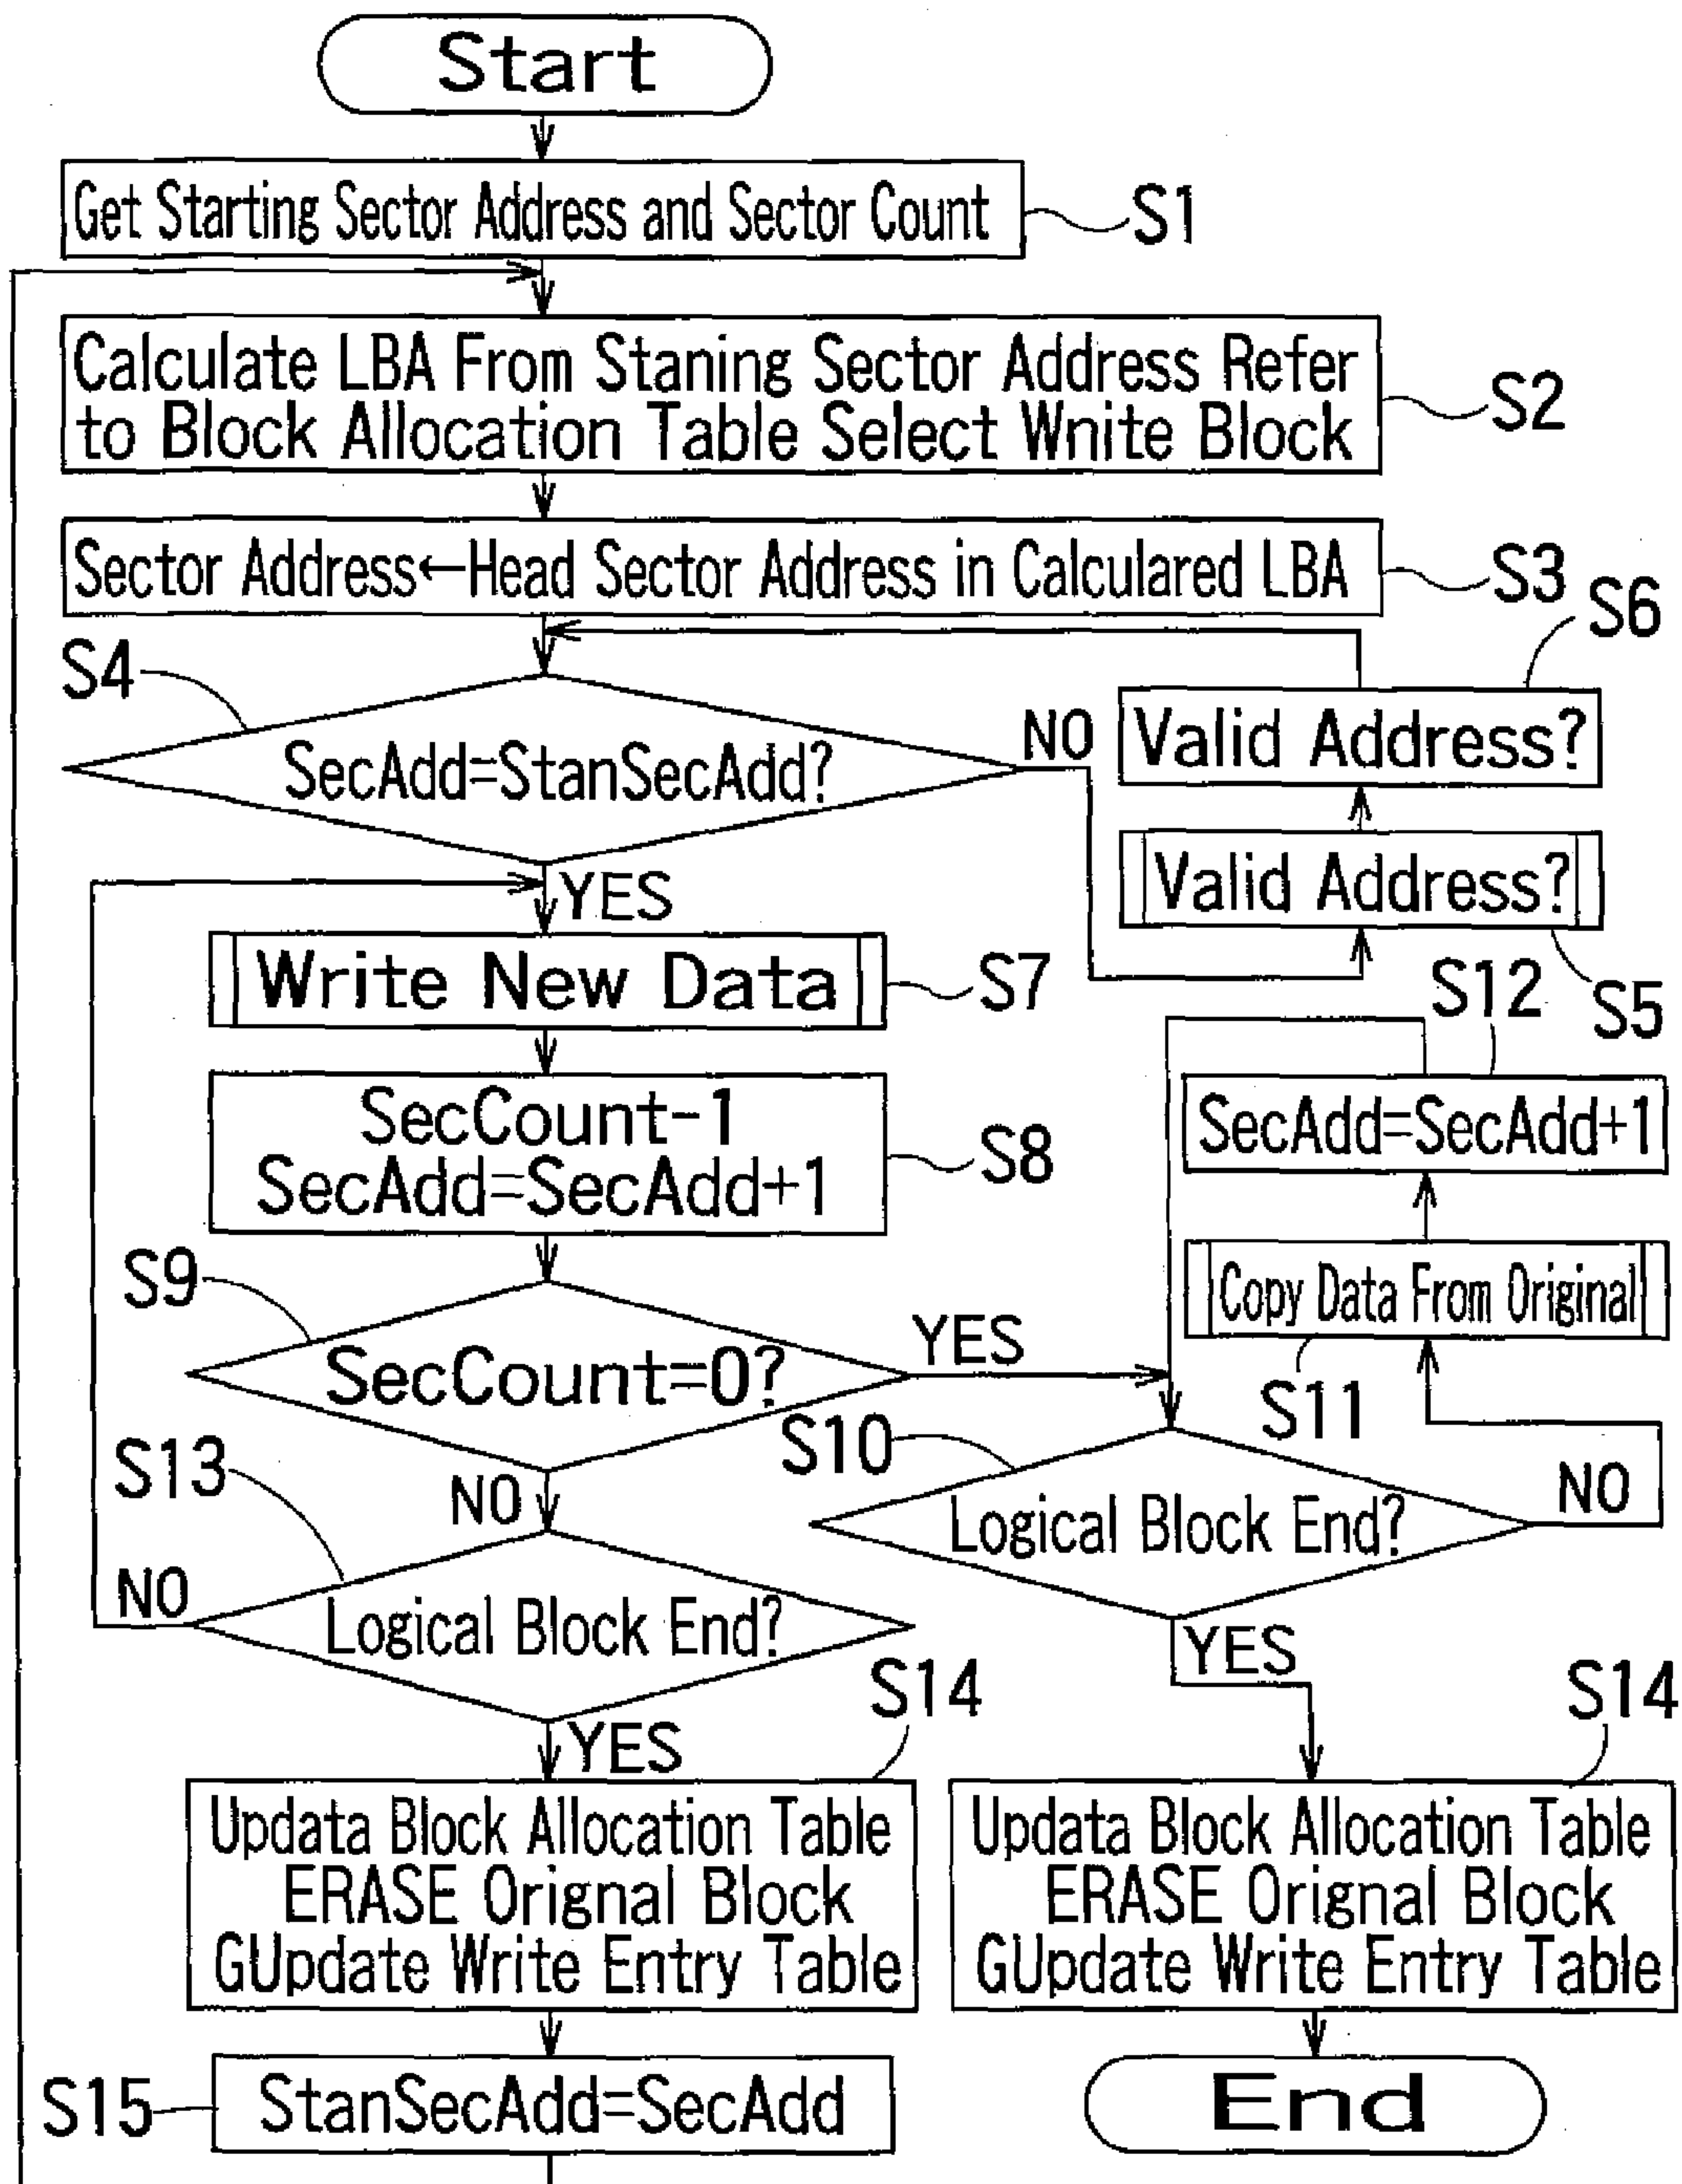 Start
Get Starting Sector Address and Sector Count
S1
Calculate LBA From Staning Sector Address Refer
to Block Allocation Table Select Wnite Block
S2
Sector Address←Head Sector Address in Calculared LBA
S3
S4
SecAdd=StanSecAdd?
NO
S6
Valid Address?
Valid Address?
S5
YES
Write New Data
S7
SecCount-1
SecAdd=SecAdd+1
S8
S12
SecAdd=SecAdd+1
Copy Data From Original
S11
S9
SecCount=0?
YES
NO
S10
Logical Block End?
NO
YES
S13
Logical Block End?
NO
YES
S14
Updata Block Allocation Table
ERASE Orignal Block
GUpdate Write Entry Table
S14
Updata Block Allocation Table
ERASE Orignal Block
GUpdate Write Entry Table
S15
StanSecAdd=SecAdd
End